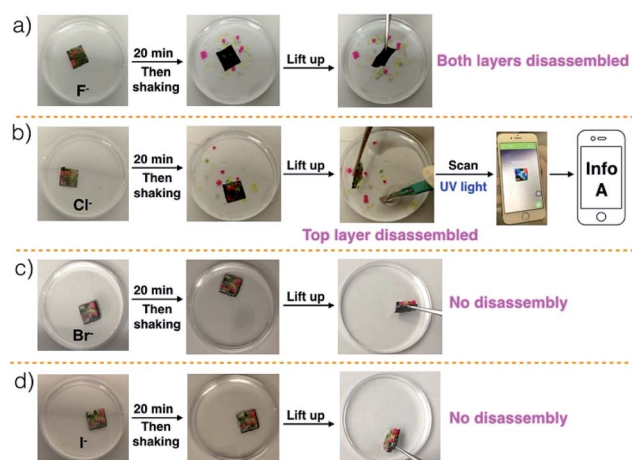 a)
F-
20 min
Then
shaking
Lift up
Both layers disassembled
b)
Cl-
20 min
Then
shaking
Lift up
Scan
UV light
Info
A
Top layer disassembled
c)
Br-
20 min
Then
shaking
Lift up
No disassembly
d)
I-
20 min
Then
shaking
Lift up
No disassembly